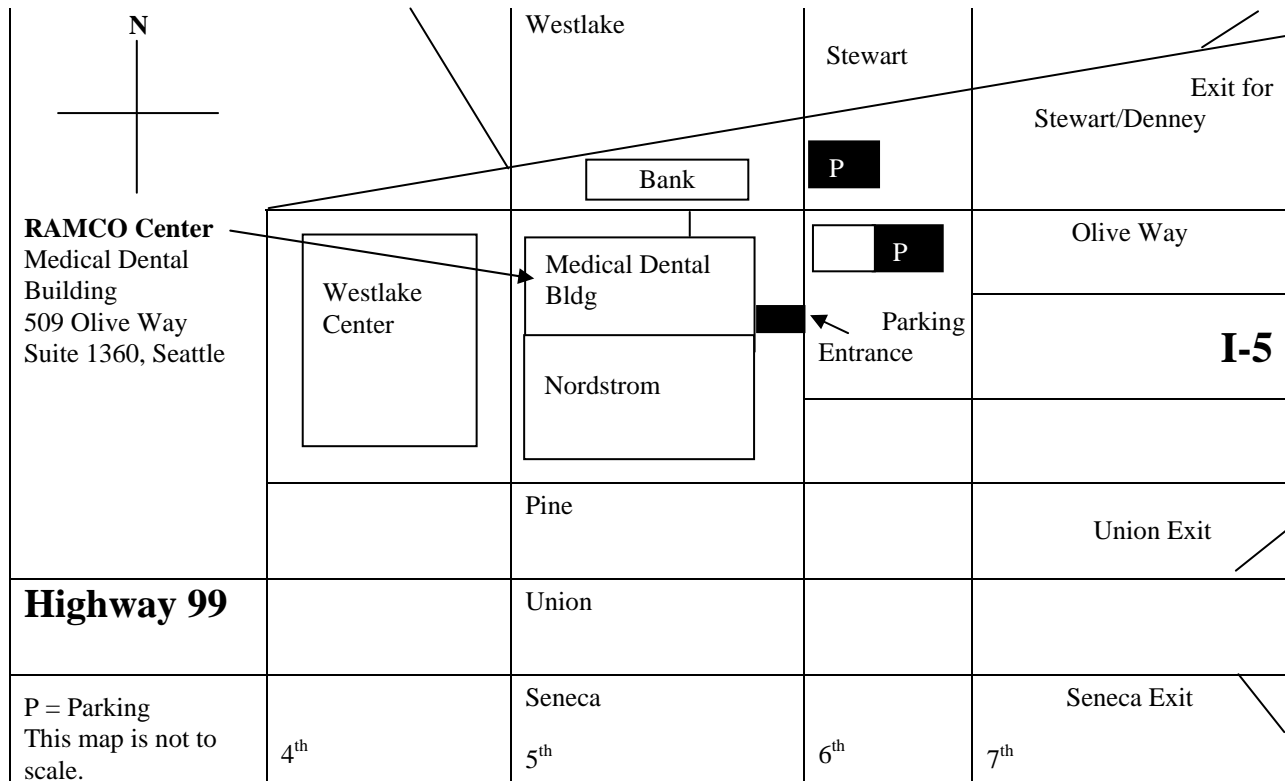 N
Westlake
Stewart
Exit for
Stewart/Denney
P
Bank
RAMCO Center
Medical Dental
Building
509 Olive Way
Suite 1360, Seattle
Westlake
Center
Medical Dental
Bldg
P
Olive Way
Parking
Entrance
I-5
Nordstrom
Pine
Union Exit
Highway 99
Union
P = Parking
This map is not to
scale.
Seneca
Seneca Exit
4th
5th
6th
7th